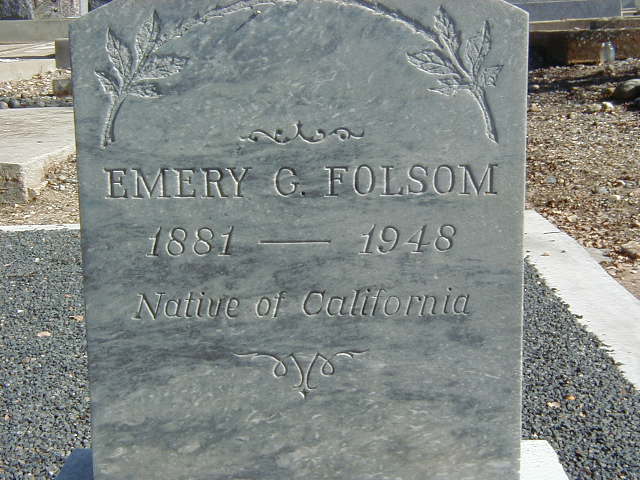 EMERY G. FOLSOM
1881 — 1948
Native of California